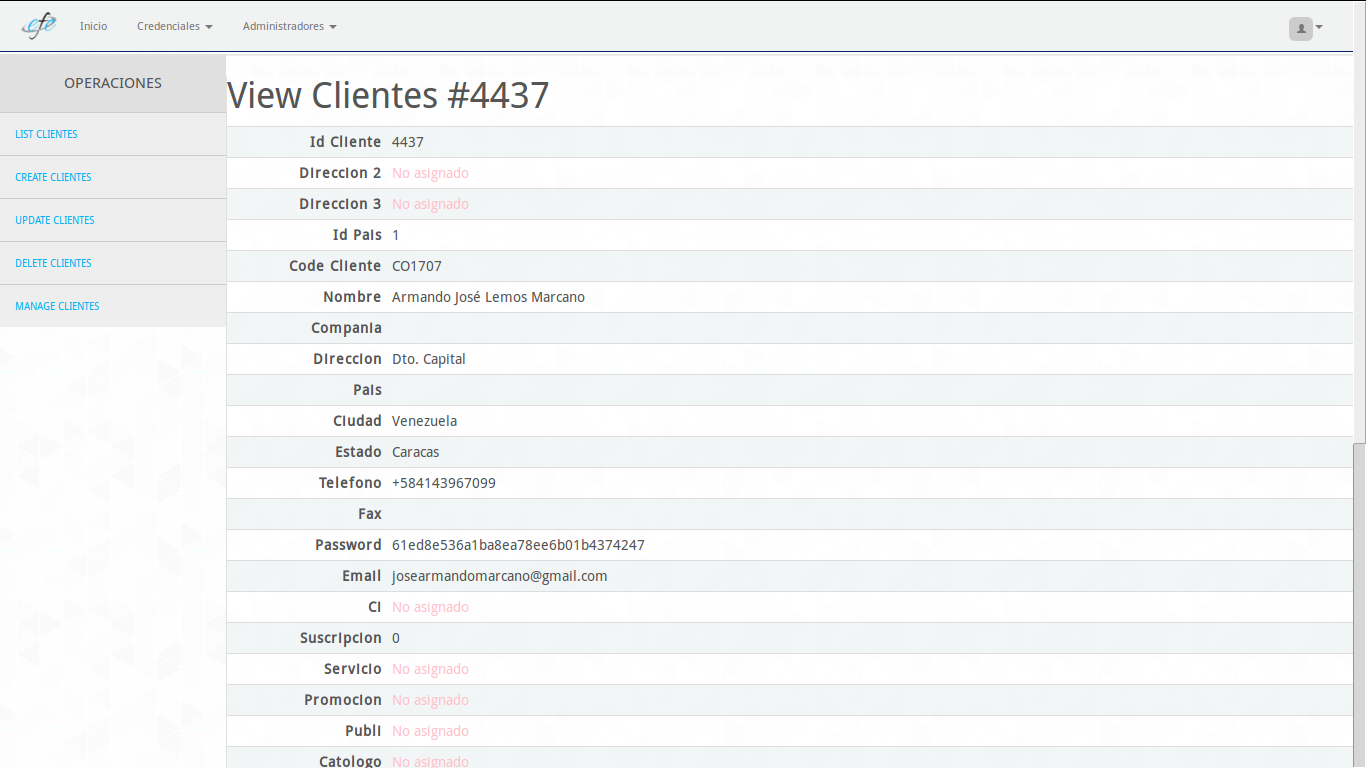 efe Inicio Credenciales Administradores
OPERACIONES
LIST CLIENTES
CREATE CLIENTES
UPDATE CLIENTES
DELETE CLIENTES
MANAGE CLIENTES
View Clientes #4437
Id Cliente 4437
Direccion 2 No asignado
Direccion 3 No asignado
Id Pais 1
Code Cliente CO1707
Nombre Armando José Lemos Marcano
Compania
Direccion Dto. Capital
Pais
Ciudad Venezuela
Estado Caracas
Telefono +584143967099
Fax
Password 61ed8e536a1ba8ea78ee6b01b4374247
Email josearmandomarcano@gmail.com
CI No asignado
Suscripcion 0
Servicio No asignado
Promocion No asignado
Publi No asignado
Catologo No asignado